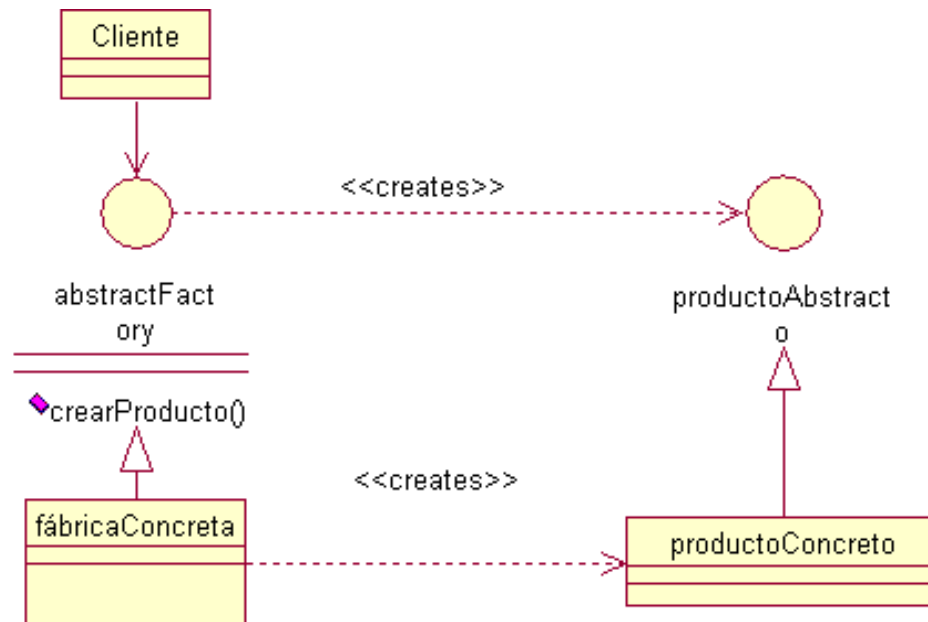 Cliente
<<creates>>
abstractFact
ory
productoAbstract
o
crearProducto()
<<creates>>
fábricaConcreta
productoConcreto